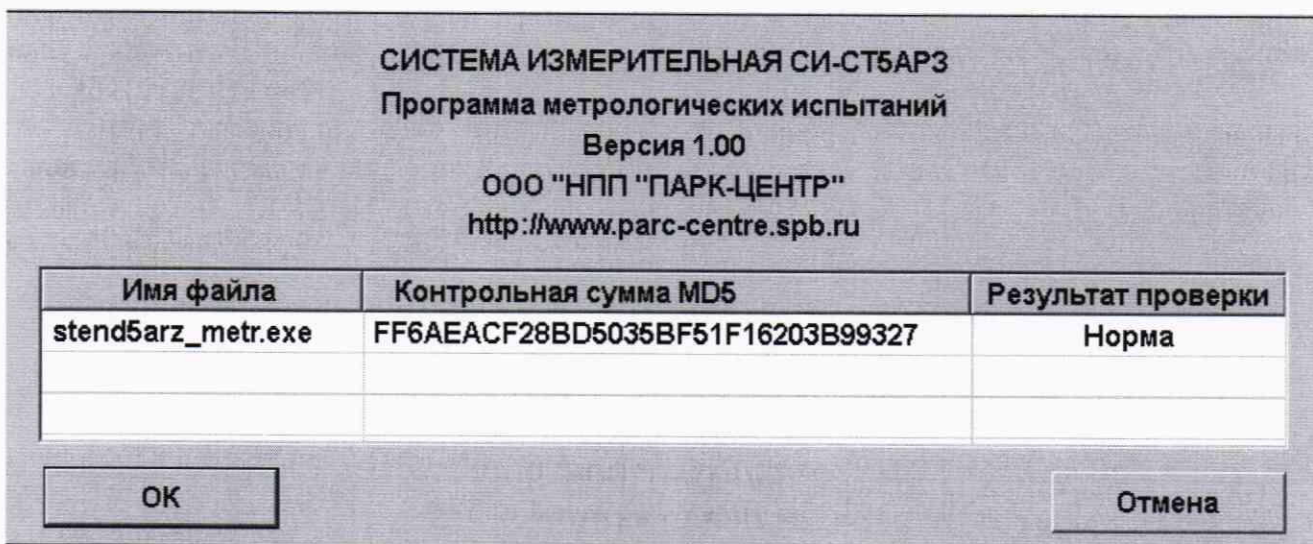 СИСТЕМА ИЗМЕРИТЕЛЬНАЯ СИ-СТ5АРЗ
Программа метрологических испытаний
Версия 1.00
ООО "НПП "ПАРК-ЦЕНТР"
http://www.parc-centre.spb.ru
Имя файла Контрольная сумма MD5 Результат проверки
stend5arz_metr.exe FF6AEACF28BD5035BF51F16203B99327 Норма
OK Отмена